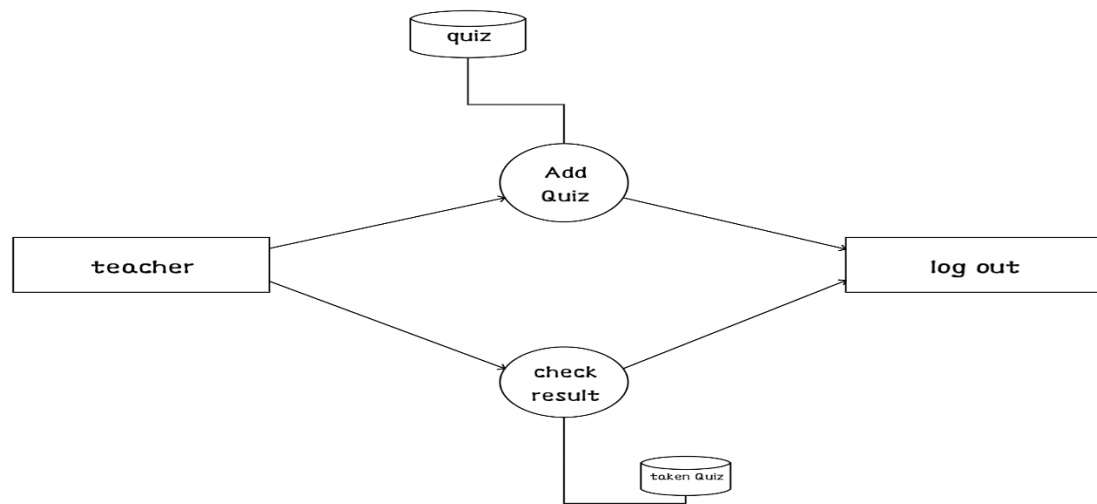 quiz
Add
Quiz
teacher
log out
check
result
taken Quiz